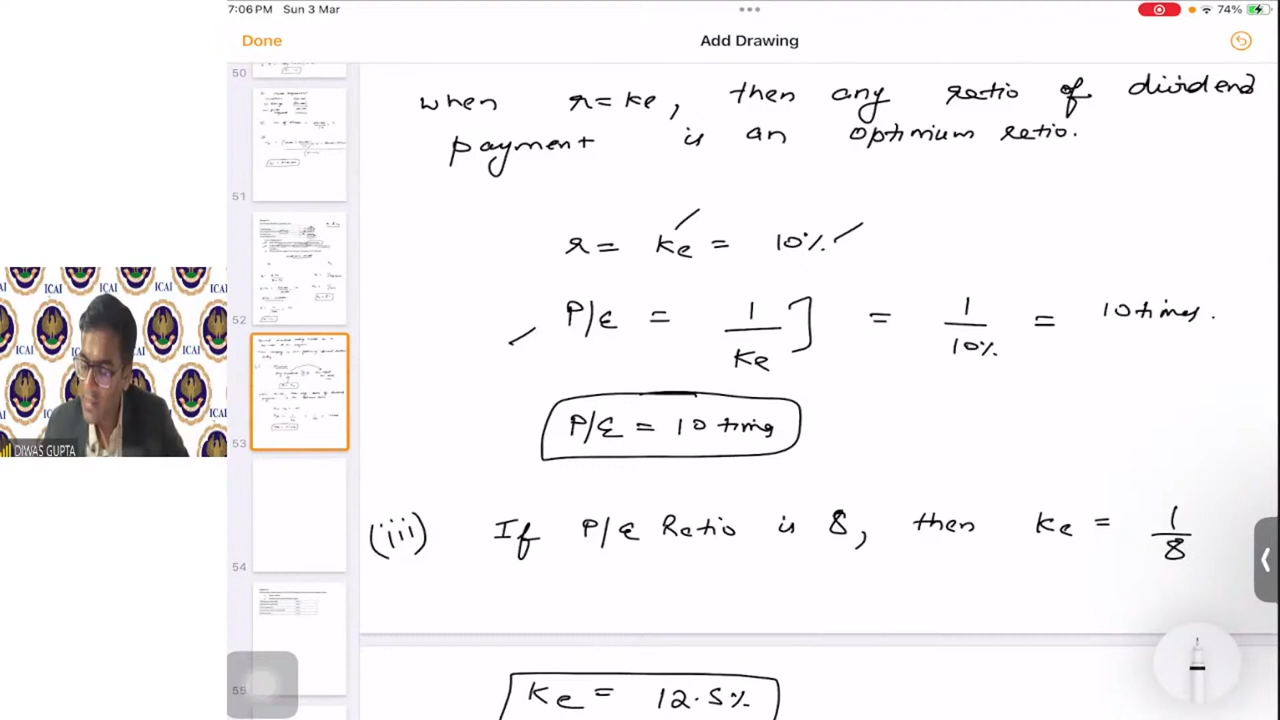 7:06 PM Sun 3 Mar
74%
Done
Add Drawing
50
51
52
53
54
55
ICAI ICAI
DIWAS GUPTA
when r = ke, then any ratio of dividend
payment is an optimum ratio.
r = ke = 10%
P/E = 1/ke = 1/10% = 10 times.
P/E = 10 times
(iii) If P/E Ratio is 8, then ke = 1/8
ke = 12.5%